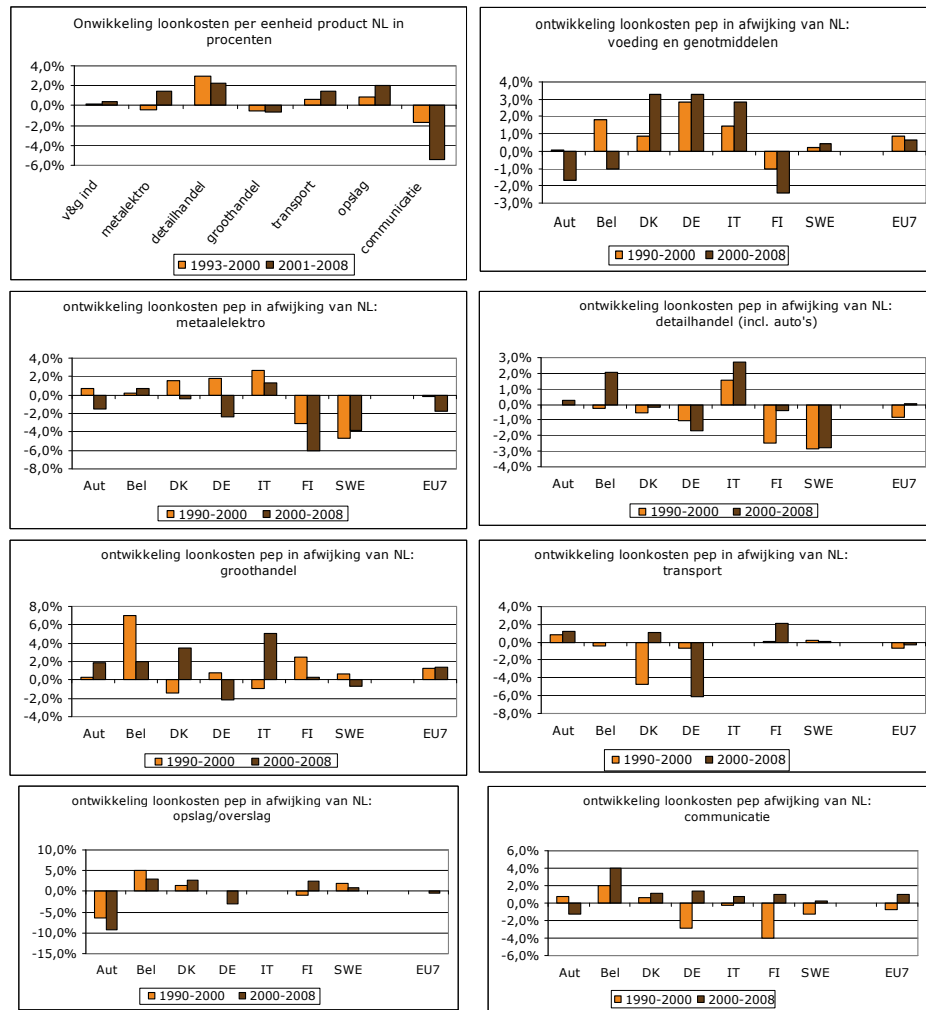 Onwikkeling loonkosten per eenheid product NL in
procenten
4,0%
2,0%
0,0%
-2,0%
-4,0%
-6,0%
v&g ind
metalektro
detailhandel
groothandel
transport
opslag
communicatie
1993-2000 2001-2008
ontwikkeling loonkosten pep in afwijking van NL:
voeding en genotmiddelen
4,0%
3,0%
2,0%
1,0%
0,0%
-1,0%
-2,0%
-3,0%
Aut Bel DK DE IT FI SWE EU7
1990-2000 2000-2008
ontwikkeling loonkosten pep in afwijking van NL:
metaalelektro
4,0%
2,0%
0,0%
-2,0%
-4,0%
-6,0%
-8,0%
Aut Bel DK DE IT FI SWE EU7
1990-2000 2000-2008
ontwikkeling loonkosten pep in afwijking van NL:
detailhandel (incl. auto's)
3,0%
2,0%
1,0%
0,0%
-1,0%
-2,0%
-3,0%
-4,0%
Aut Bel DK DE IT FI SWE EU7
1990-2000 2000-2008
ontwikkeling loonkosten pep in afwijking van NL:
groothandel
8,0%
6,0%
4,0%
2,0%
0,0%
-2,0%
-4,0%
Aut Bel DK DE IT FI SWE EU7
1990-2000 2000-2008
ontwikkeling loonkosten pep in afwijking van NL:
transport
4,0%
2,0%
0,0%
-2,0%
-4,0%
-6,0%
-8,0%
Aut Bel DK DE IT FI SWE EU7
1990-2000 2000-2008
ontwikkeling loonkosten pep in afwijking van NL:
opslag/overslag
10,0%
5,0%
0,0%
-5,0%
-10,0%
-15,0%
Aut Bel DK DE IT FI SWE EU7
1990-2000 2000-2008
ontwikkeling loonkosten pep afwijking van NL:
communicatie
6,0%
4,0%
2,0%
0,0%
-2,0%
-4,0%
-6,0%
Aut Bel DK DE IT FI SWE EU7
1990-2000 2000-2008